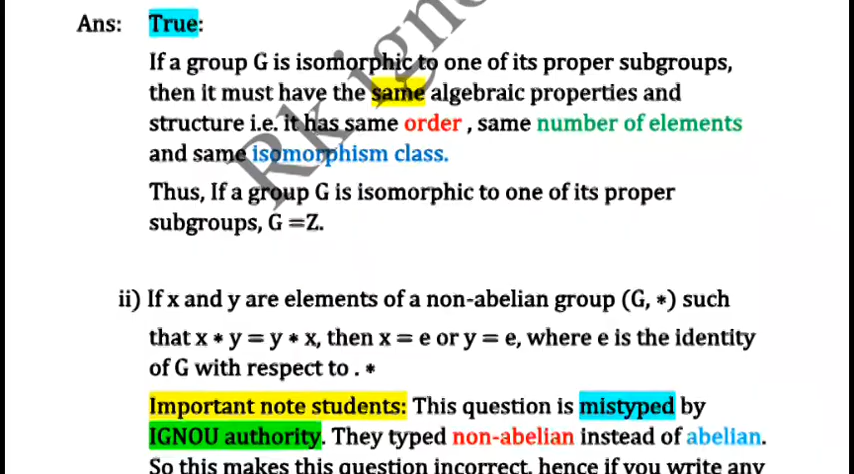 Ans: True:
If a group G is isomorphic to one of its proper subgroups,
then it must have the same algebraic properties and
structure i.e. it has same order , same number of elements
and same isomorphism class.
Thus, If a group G is isomorphic to one of its proper
subgroups, G =Z.
ii) If x and y are elements of a non-abelian group (G, *) such
that x * y = y * x, then x = e or y = e, where e is the identity
of G with respect to . *
Important note students: This question is mistyped by
IGNOU authority. They typed non-abelian instead of abelian.
So this makes this question incorrect, hence if you write any
Rk igno